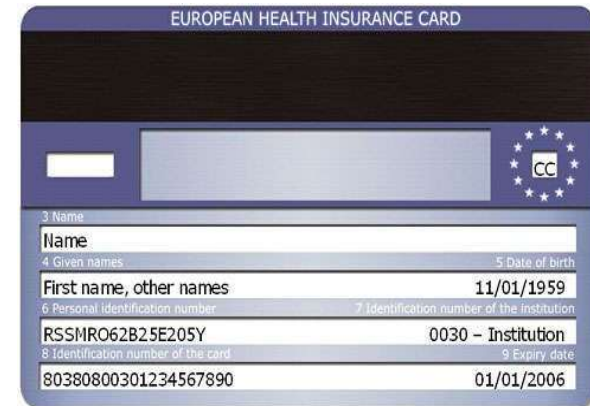 EUROPEAN HEALTH INSURANCE CARD
CC
3 Name
Name
4 Given names 5 Date of birth
First name, other names 11/01/1959
6 Personal identification number 7 Identification number of the institution
RSSMRO62B25E205Y 0030 – Institution
8 Identification number of the card 9 Expiry date
80380800301234567890 01/01/2006